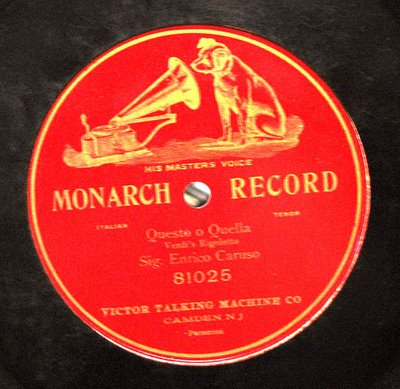 HIS MASTERS VOICE
MONARCH RECORD
ITALIAN TENOR
Questo o Quella
Verdi's Rigoletto
Sig. Enrico Caruso
81025
VICTOR TALKING MACHINE CO
CAMDEN N J